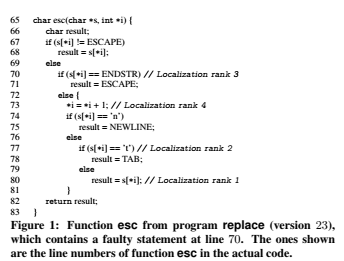 65 char esc(char *s, int *i) {
66 char result;
67 if (s[*i] != ESCAPE)
68 result = s[*i];
69 else
70 if (s[*i] == ENDSTR) // Localization rank 3
71 result = ESCAPE;
72 else {
73 *i = *i + 1; // Localization rank 4
74 if (s[*i] == 'n')
75 result = NEWLINE;
76 else
77 if (s[*i] == 't') // Localization rank 2
78 result = TAB;
79 else
80 result = s[*i]; // Localization rank 1
81 }
82 return result;
83 }
Figure 1: Function esc from program replace (version 23),
which contains a faulty statement at line 70. The ones shown
are the line numbers of function esc in the actual code.